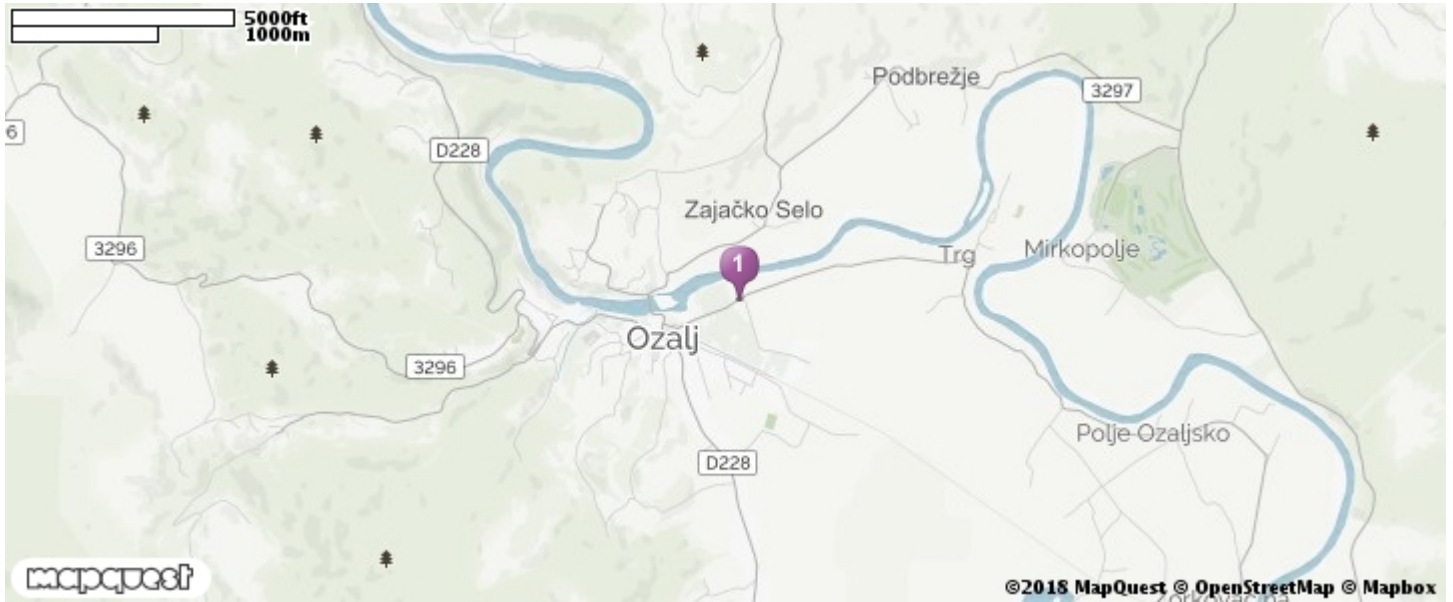 5000ft
1000m
Podbrežje
3297
6
D228
Zajačko Selo
3296
Trg
Mirkopolje
1
Ozalj
3296
Polje Ozaljsko
D228
mapquest
©2018 MapQuest © OpenStreetMap © Mapbox